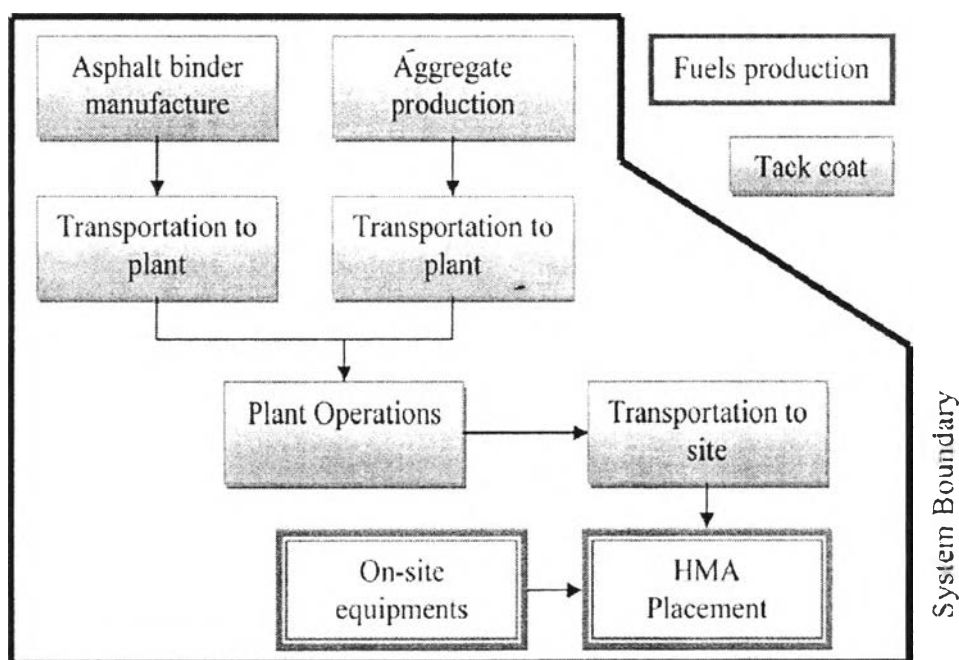 Asphalt binder
manufacture
Aggregate
production
Fuels production
Tack coat
Transportation to
plant
Transportation to
plant
Plant Operations
Transportation to
site
On-site
equipments
HMA
Placement
System Boundary